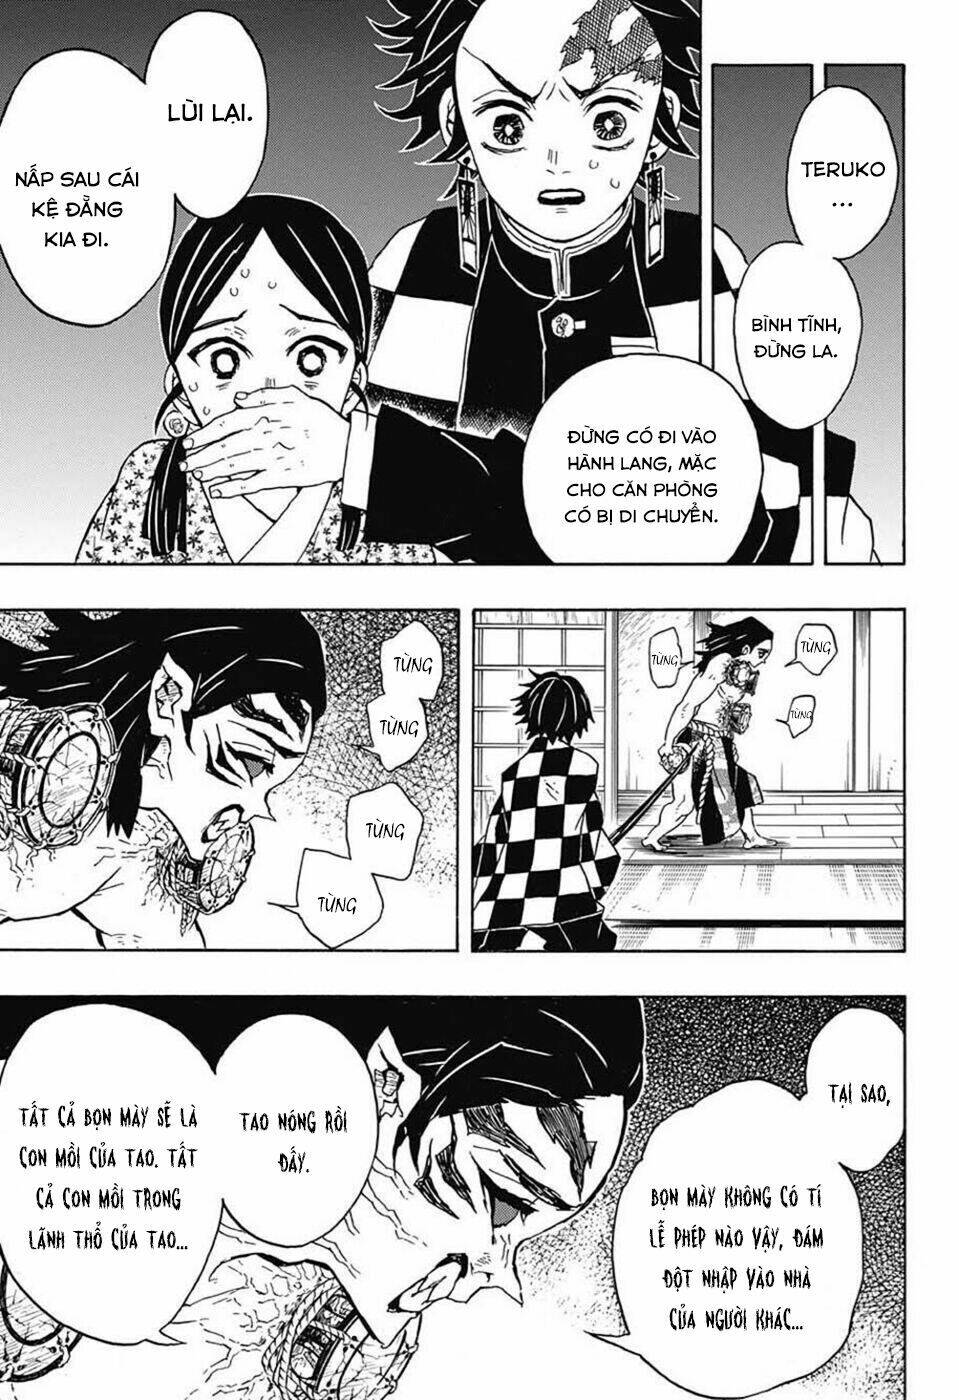 TERUKO
...
BÌNH TĨNH,
ĐỪNG LA.
ĐỪNG CÓ ĐI VÀO
HÀNH LANG, MẶC
CHO CĂN PHÒNG
CÓ BỊ DI CHUYỂN.
LÙI LẠI.
NẤP SAU CÁI
KỆ ĐẰNG
KIA ĐI.
TÙNG
TÙNG
TÙNG
TÙNG
TÙNG
TÙNG
TÙNG
TẠI SAO,
BỌN MÀY KHÔNG CÓ TÍ
LỄ PHÉP NÀO VẬY, ĐÁM
ĐỘT NHẬP VÀO NHÀ
CỦA NGƯỜI KHÁC...
TAO NÓNG RỒI
ĐẤY.
TẤT CẢ BỌN MÀY SẼ LÀ
CON MỒI CỦA TAO. TẤT
CẢ CON MỒI TRONG
LÃNH THỔ CỦA TAO...